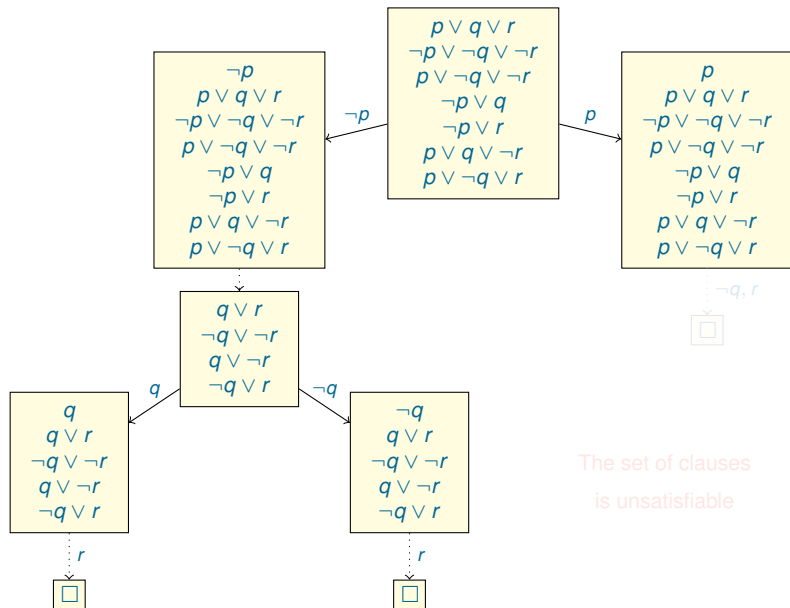 p ∨ q ∨ r
¬p ∨ ¬q ∨ ¬r
p ∨ ¬q ∨ ¬r
¬p ∨ q
¬p ∨ r
p ∨ q ∨ ¬r
p ∨ ¬q ∨ r
¬p
p
¬p
p ∨ q ∨ r
¬p ∨ ¬q ∨ ¬r
p ∨ ¬q ∨ ¬r
¬p ∨ q
¬p ∨ r
p ∨ q ∨ ¬r
p ∨ ¬q ∨ r
p
p ∨ q ∨ r
¬p ∨ ¬q ∨ ¬r
p ∨ ¬q ∨ ¬r
¬p ∨ q
¬p ∨ r
p ∨ q ∨ ¬r
p ∨ ¬q ∨ r
¬q, r
□
q ∨ r
¬q ∨ ¬r
q ∨ ¬r
¬q ∨ r
q
¬q
q
q ∨ r
¬q ∨ ¬r
q ∨ ¬r
¬q ∨ r
¬q
q ∨ r
¬q ∨ ¬r
q ∨ ¬r
¬q ∨ r
The set of clauses
is unsatisfiable
r
r
□
□